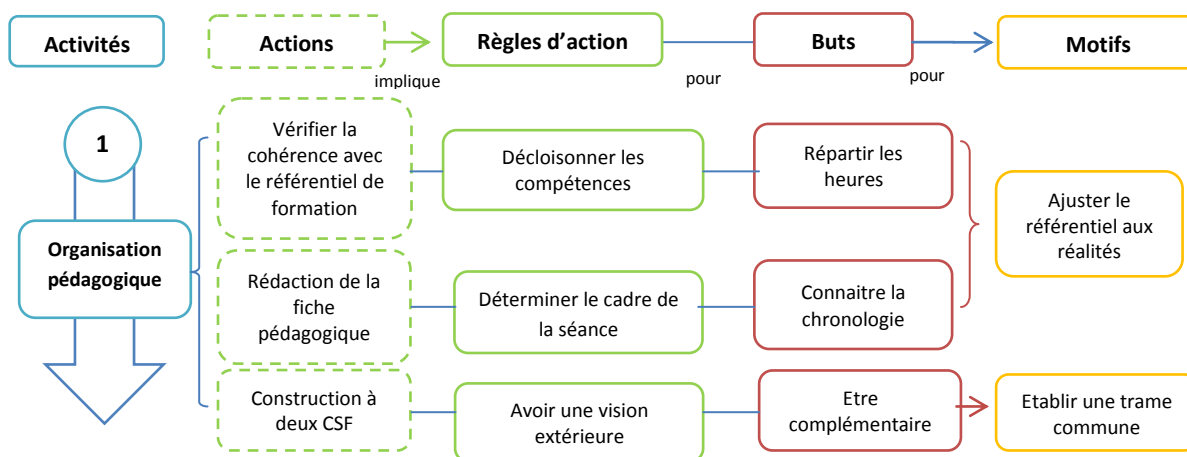 Activités
Actions
Règles d'action
Buts
Motifs
implique
pour
pour
1
Organisation
pédagogique
Vérifier la
cohérence avec
le référentiel de
formation
Décloisonner les
compétences
Répartir les
heures
Ajuster le
référentiel aux
réalités
Rédaction de la
fiche
pédagogique
Déterminer le cadre de
la séance
Connaitre la
chronologie
Construction à
deux CSF
Avoir une vision
extérieure
Etre
complémentaire
Etablir une trame
commune